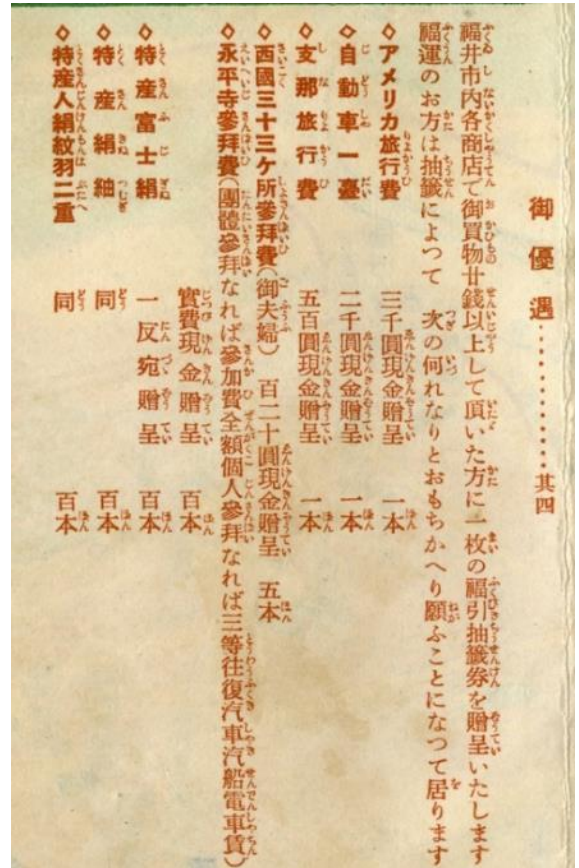 御優遇・・・・・・・・・・・其四
福井市内各商店で御買物廿錢以上して頂いた方に一枚の福引抽籤券を贈呈いたします
福運のお方は抽籤によつて 次の何れなりとおもちかへり願ふことになつて居ります
◇アメリカ旅行費 三千圓現金贈呈 一本
◇自動車一臺 二千圓現金贈呈 一本
◇支那旅行費 五百圓現金贈呈 一本
◇西國三十三ケ所參拜費(御夫婦) 百二十圓現金贈呈 五本
◇永平寺參拜費(團體參拜なれば參加費全額個人參拜なれば三等往復汽車汽船電車賃)
實費現金贈呈 百本
◇特産富士絹 一反宛贈呈 百本
◇特産絹紬 同 百本
◇特産人絹紋羽二重 同 百本